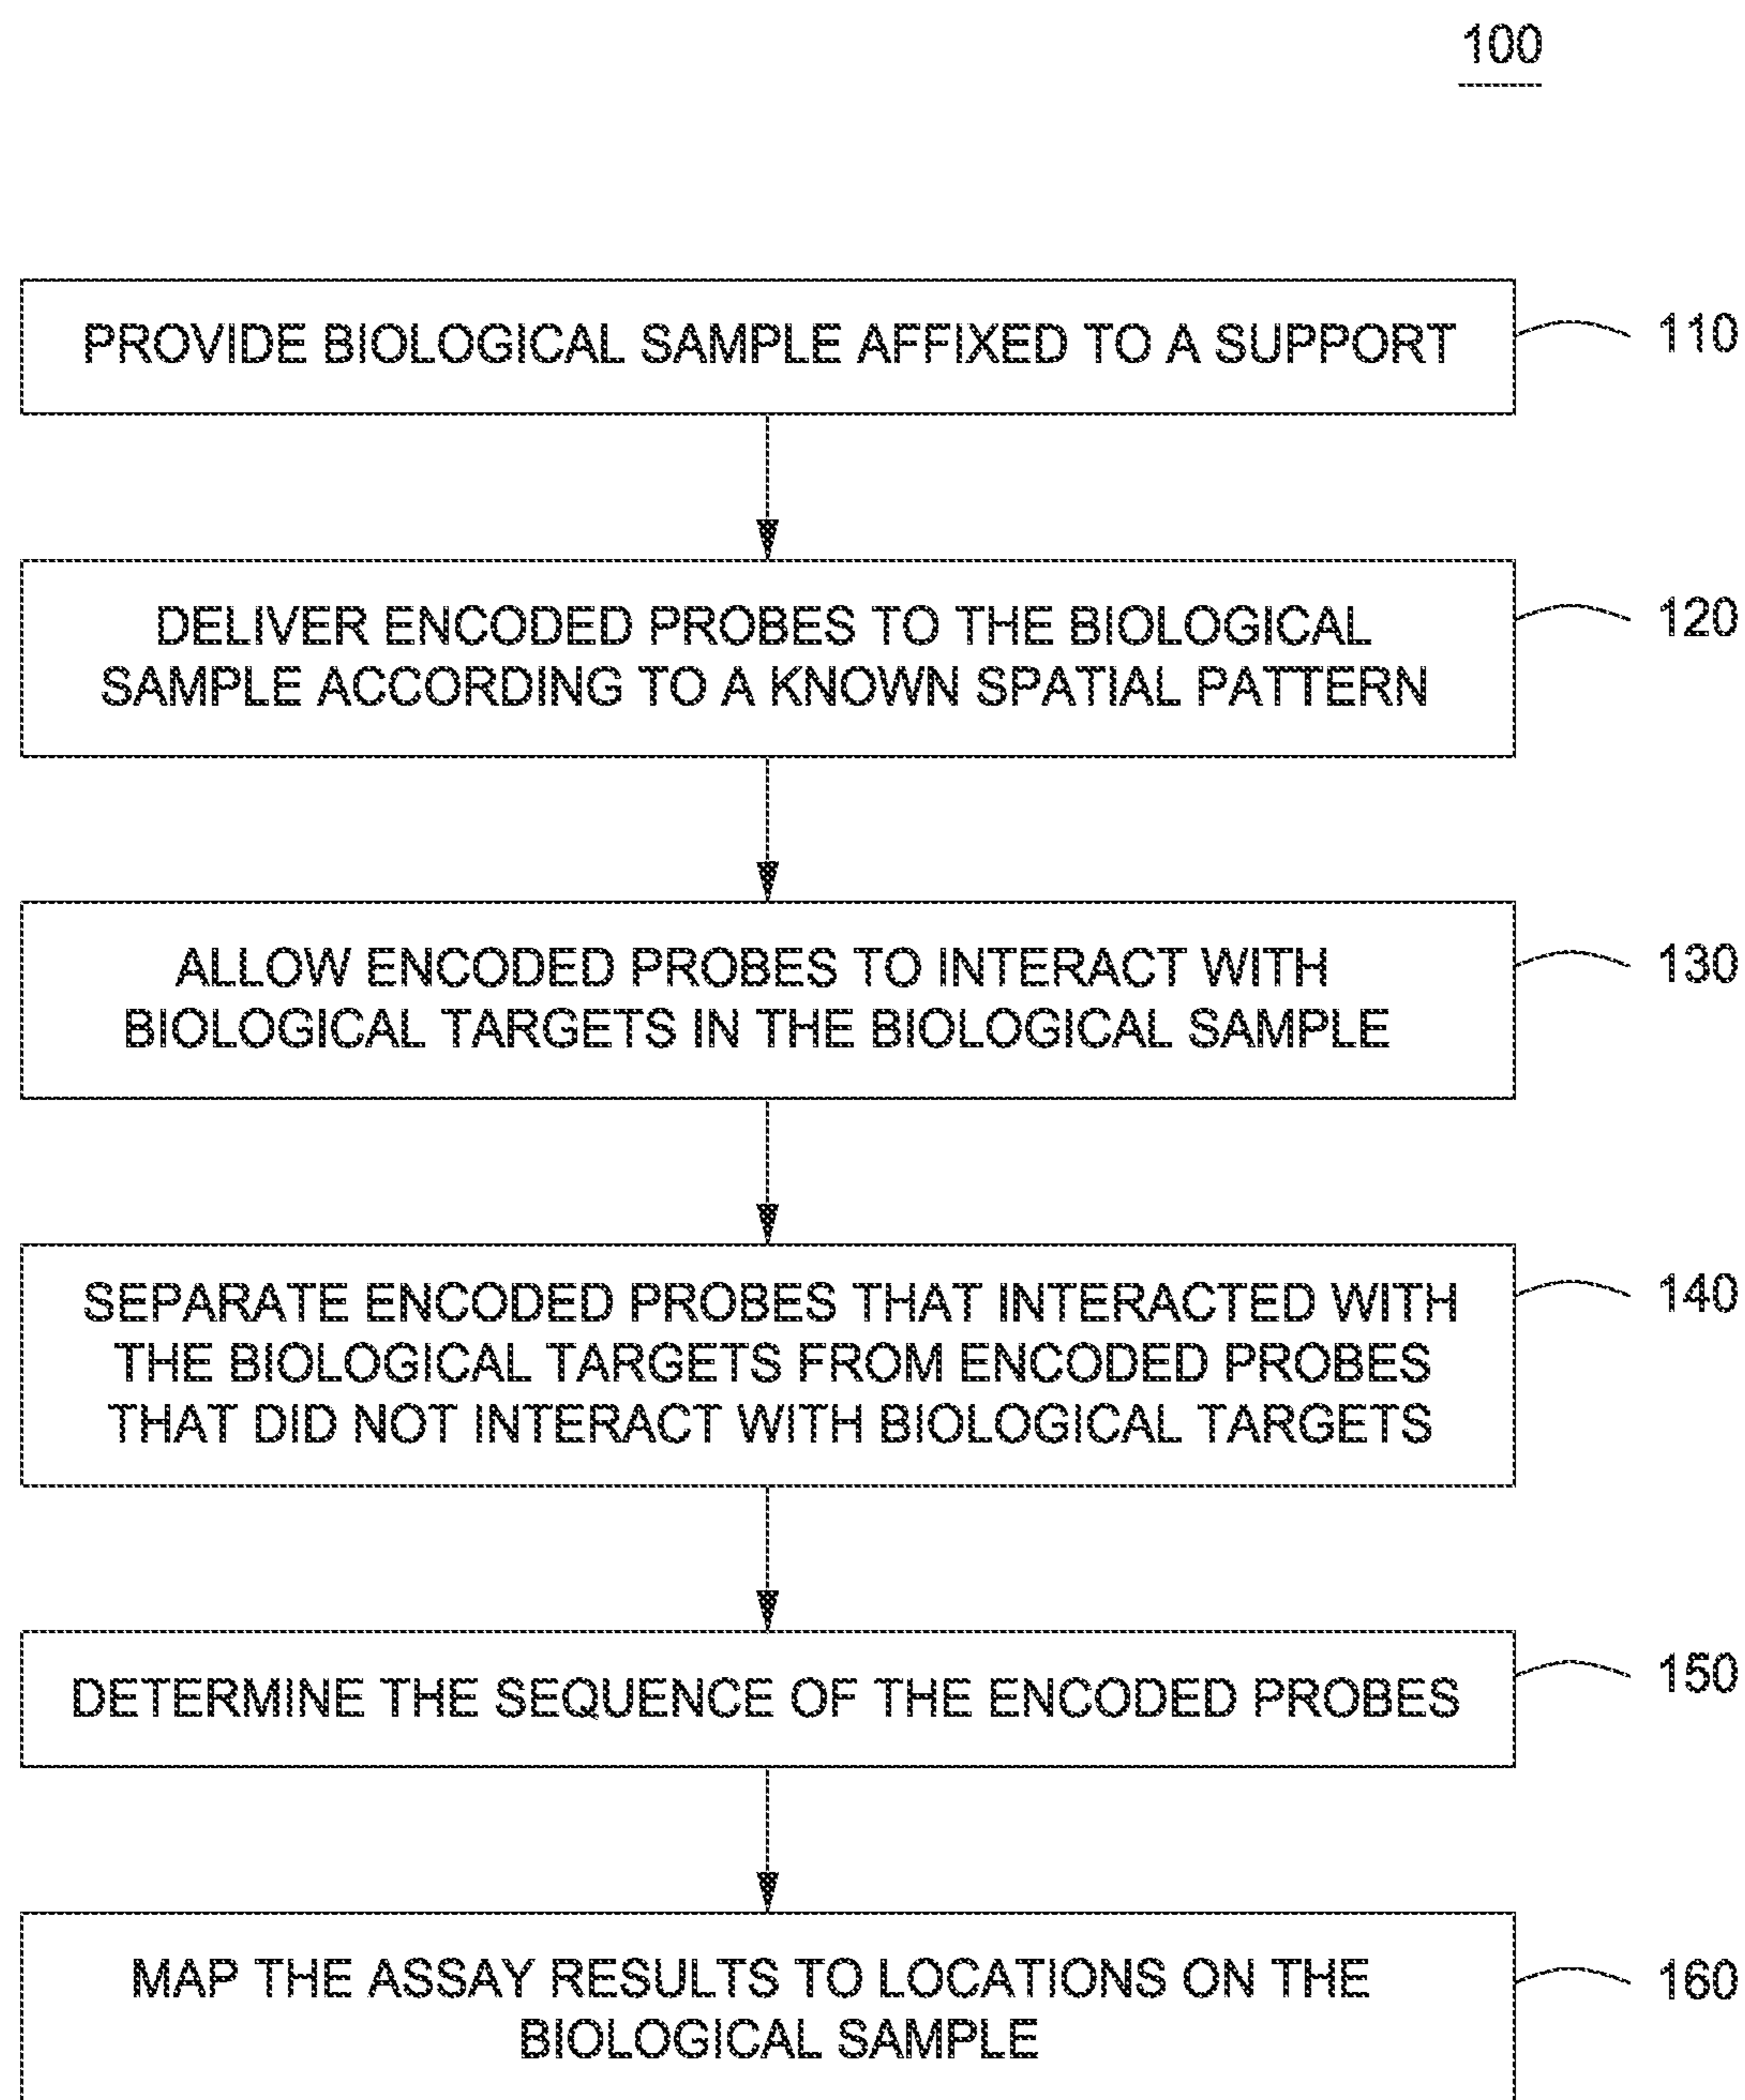 100
PROVIDE BIOLOGICAL SAMPLE AFFIXED TO A SUPPORT
110
DELIVER ENCODED PROBES TO THE BIOLOGICAL
SAMPLE ACCORDING TO A KNOWN SPATIAL PATTERN
120
ALLOW ENCODED PROBES TO INTERACT WITH
BIOLOGICAL TARGETS IN THE BIOLOGICAL SAMPLE
130
SEPARATE ENCODED PROBES THAT INTERACTED WITH
THE BIOLOGICAL TARGETS FROM ENCODED PROBES
THAT DID NOT INTERACT WITH BIOLOGICAL TARGETS
140
DETERMINE THE SEQUENCE OF THE ENCODED PROBES
150
MAP THE ASSAY RESULTS TO LOCATIONS ON THE
BIOLOGICAL SAMPLE
160